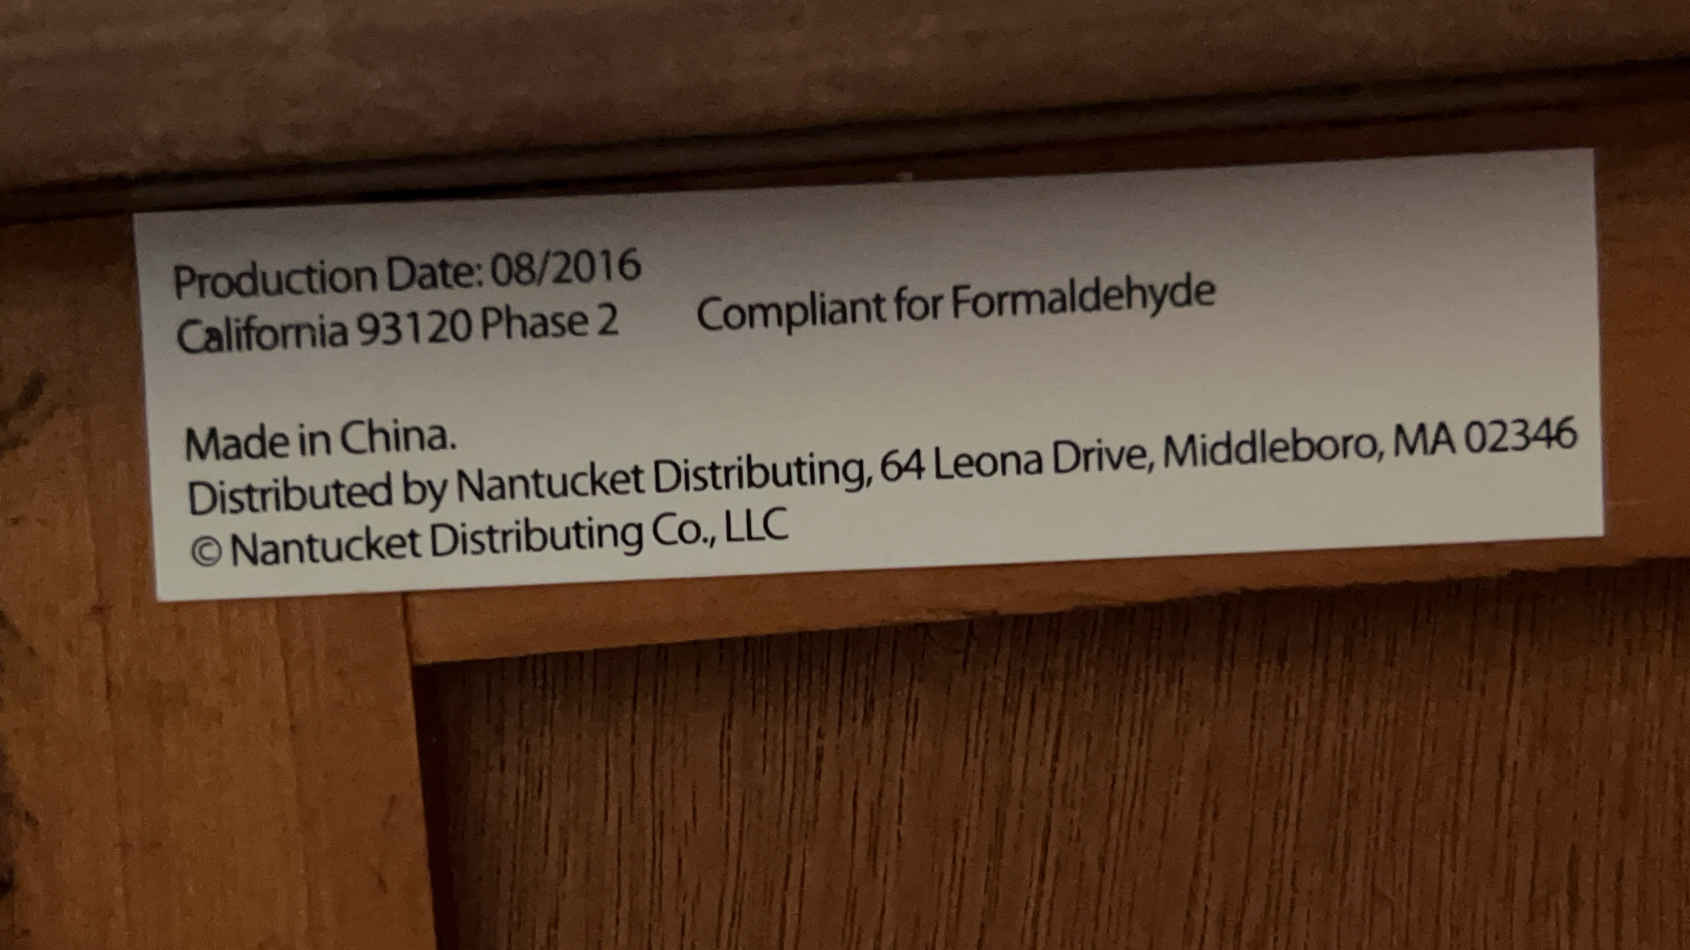 Production Date: 08/2016
California 93120 Phase 2 Compliant for Formaldehyde
Made in China.
Distributed by Nantucket Distributing, 64 Leona Drive, Middleboro, MA 02346
© Nantucket Distributing Co., LLC